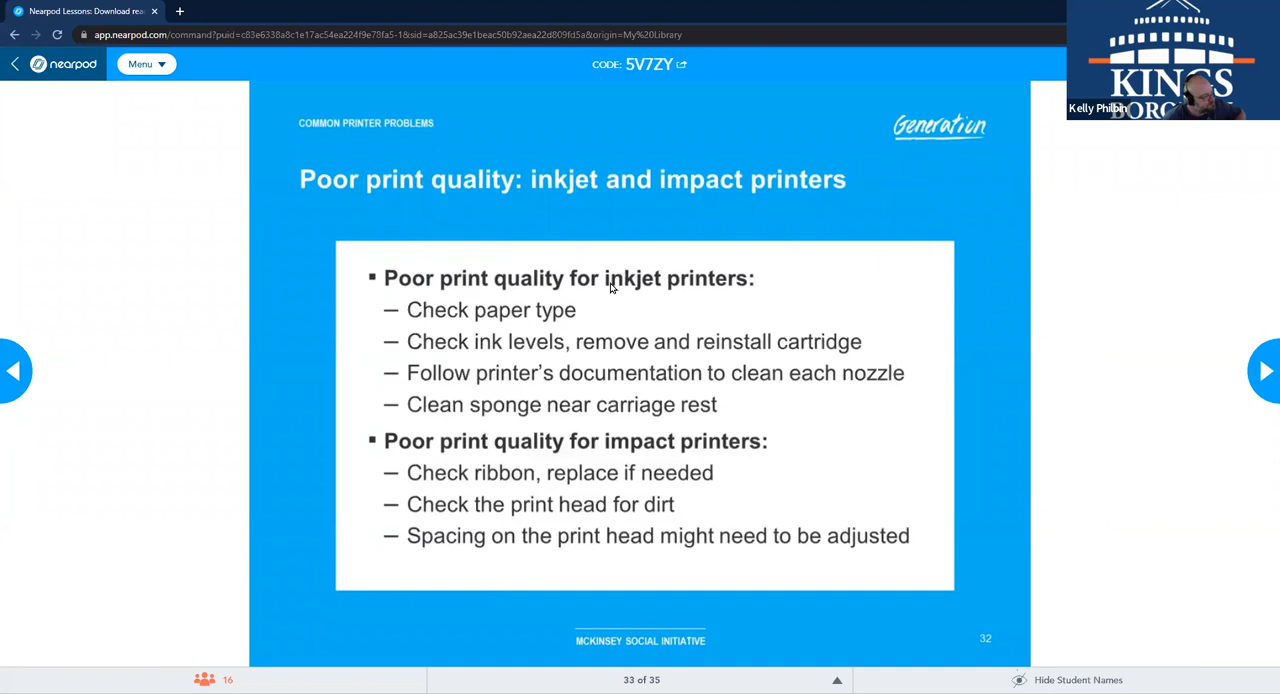 Nearpod Lessons: Download rea
app.nearpod.com/command?puid=c83e6338a8c1e17ac54ea224f9e78fa5-1&sid=a825ac39e1beac50b92aea22d809fd5a&origin=My%20Library
nearpod
Menu
CODE: 5V7ZY
KINGS
BORO
Kelly Philbin
COMMON PRINTER PROBLEMS
Generation
Poor print quality: inkjet and impact printers
▪ Poor print quality for inkjet printers:
– Check paper type
– Check ink levels, remove and reinstall cartridge
– Follow printer's documentation to clean each nozzle
– Clean sponge near carriage rest
▪ Poor print quality for impact printers:
– Check ribbon, replace if needed
– Check the print head for dirt
– Spacing on the print head might need to be adjusted
MCKINSEY SOCIAL INITIATIVE
32
16
33 of 35
Hide Student Names